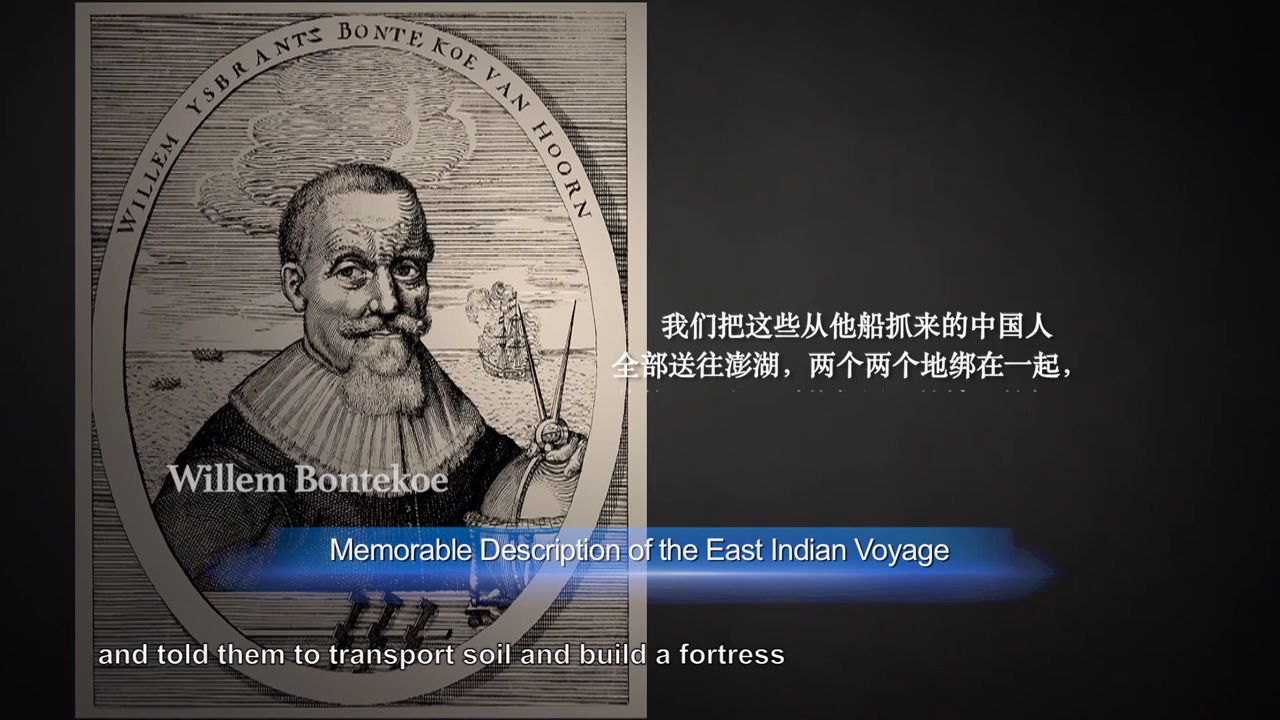 WILLEM YSBRANTS BONTE KOE VAN HOORN
我们把这些从他船抓来的中国人
全部送往澎湖，两个两个地绑在一起，
Willem Bontekoe
Memorable Description of the East Indian Voyage
and told them to transport soil and build a fortress